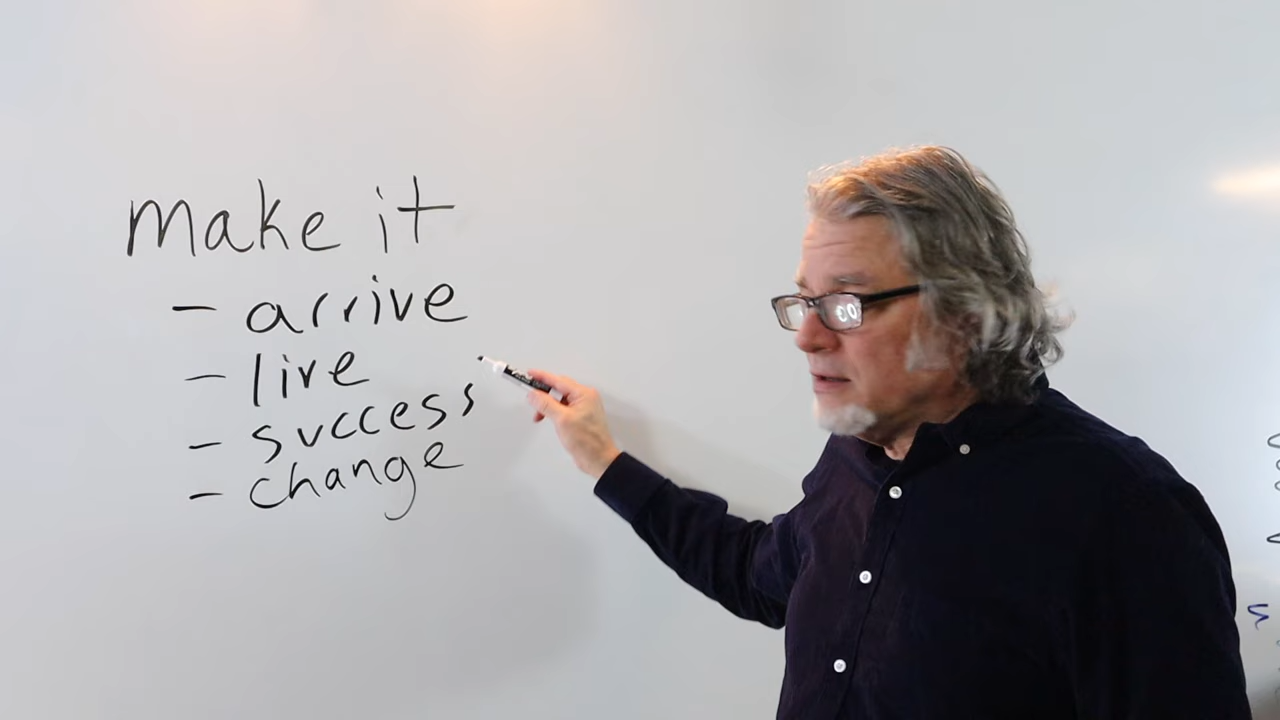 make it
- arrive
- live
- success
- change